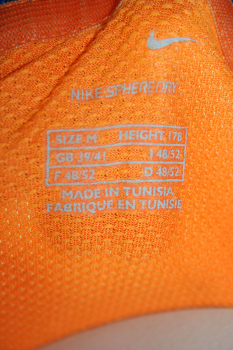 NIKE SPHERE DRY
SIZE M HEIGHT 178
GB 39/41 I 48/52
F 48/52 D 48/52
MADE IN TUNISIA
FABRIQUE EN TUNISIE